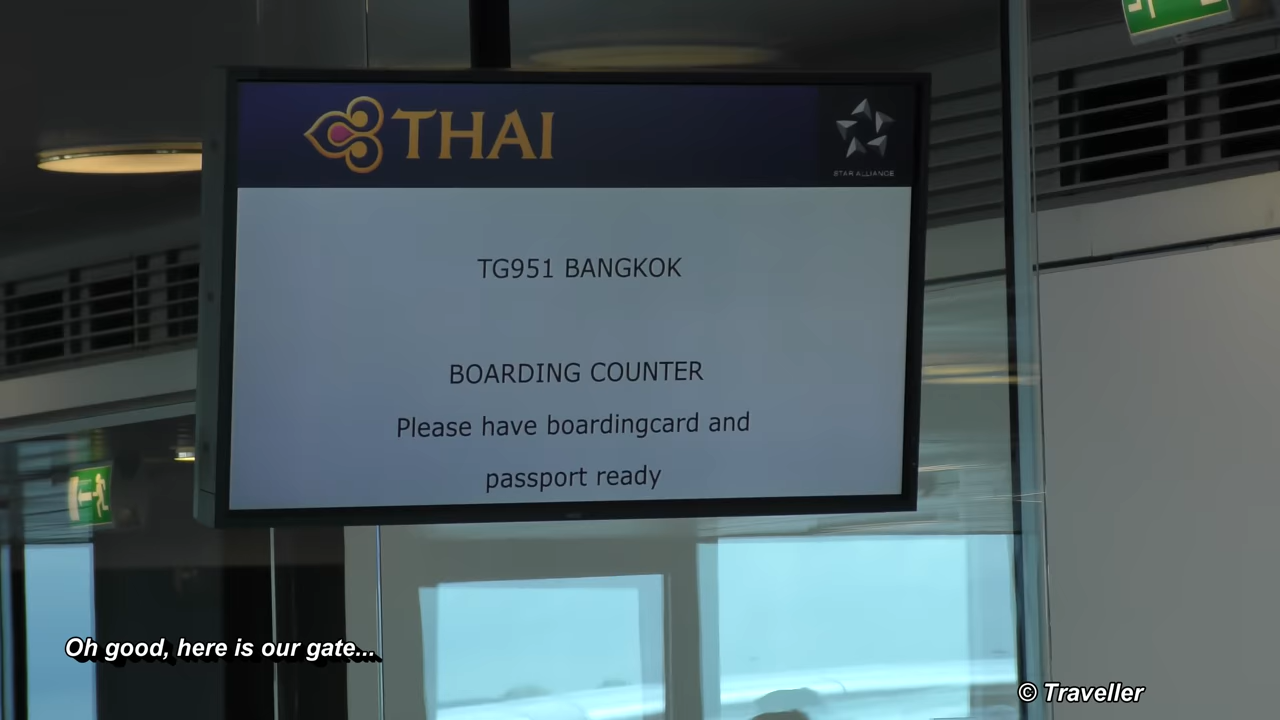 THAI
STAR ALLIANCE
TG951 BANGKOK
BOARDING COUNTER
Please have boardingcard and
passport ready
Oh good, here is our gate...
© Traveller